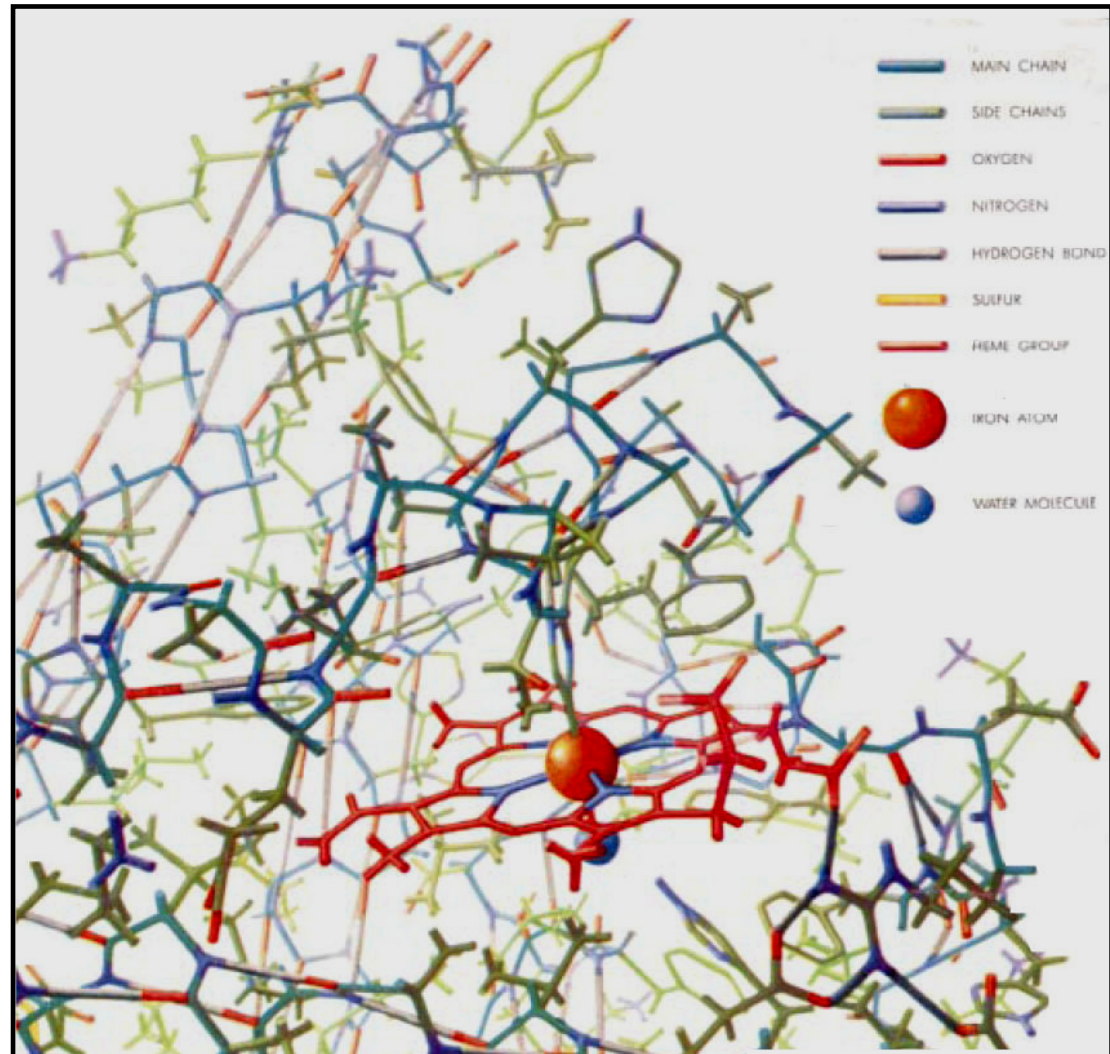 MAIN CHAIN
SIDE CHAINS
OXYGEN
NITROGEN
HYDROGEN BOND
SULFUR
HEME GROUP
IRON ATOM
WATER MOLECULE